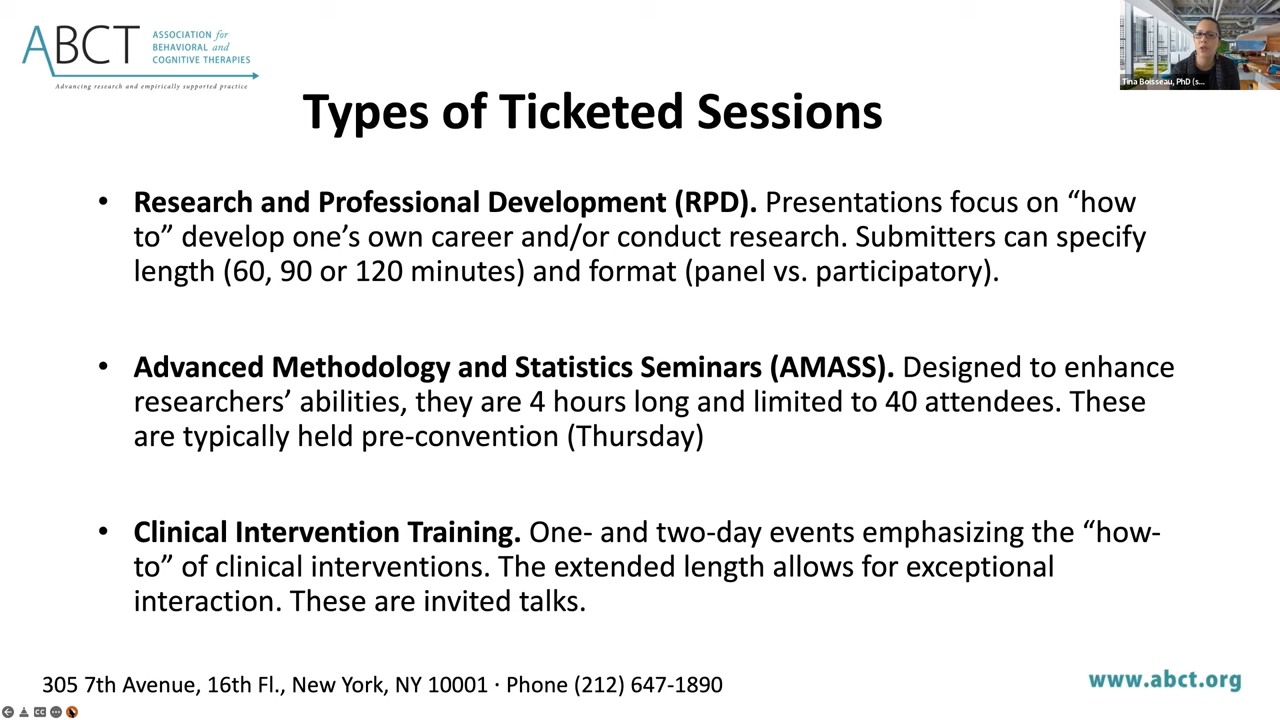 ABCT
ASSOCIATION for
BEHAVIORAL and
COGNITIVE THERAPIES
Advancing research and empirically supported practice
Tina Boisseau, PhD (s...
Types of Ticketed Sessions
• Research and Professional Development (RPD). Presentations focus on “how
to” develop one’s own career and/or conduct research. Submitters can specify
length (60, 90 or 120 minutes) and format (panel vs. participatory).
• Advanced Methodology and Statistics Seminars (AMASS). Designed to enhance
researchers’ abilities, they are 4 hours long and limited to 40 attendees. These
are typically held pre-convention (Thursday)
• Clinical Intervention Training. One- and two-day events emphasizing the “how-
to” of clinical interventions. The extended length allows for exceptional
interaction. These are invited talks.
305 7th Avenue, 16th Fl., New York, NY 10001 · Phone (212) 647-1890
www.abct.org
CC